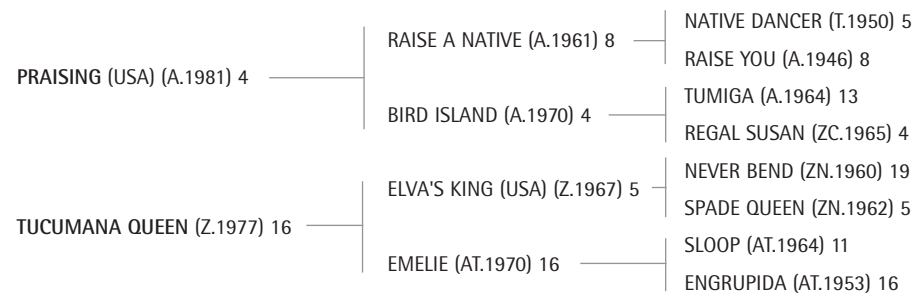 PRAISING (USA) (A.1981) 4
RAISE A NATIVE (A.1961) 8
NATIVE DANCER (T.1950) 5
RAISE YOU (A.1946) 8
BIRD ISLAND (A.1970) 4
TUMIGA (A.1964) 13
REGAL SUSAN (ZC.1965) 4
TUCUMANA QUEEN (Z.1977) 16
ELVA'S KING (USA) (Z.1967) 5
NEVER BEND (ZN.1960) 19
SPADE QUEEN (ZN.1962) 5
EMELIE (AT.1970) 16
SLOOP (AT.1964) 11
ENGRUPIDA (AT.1953) 16